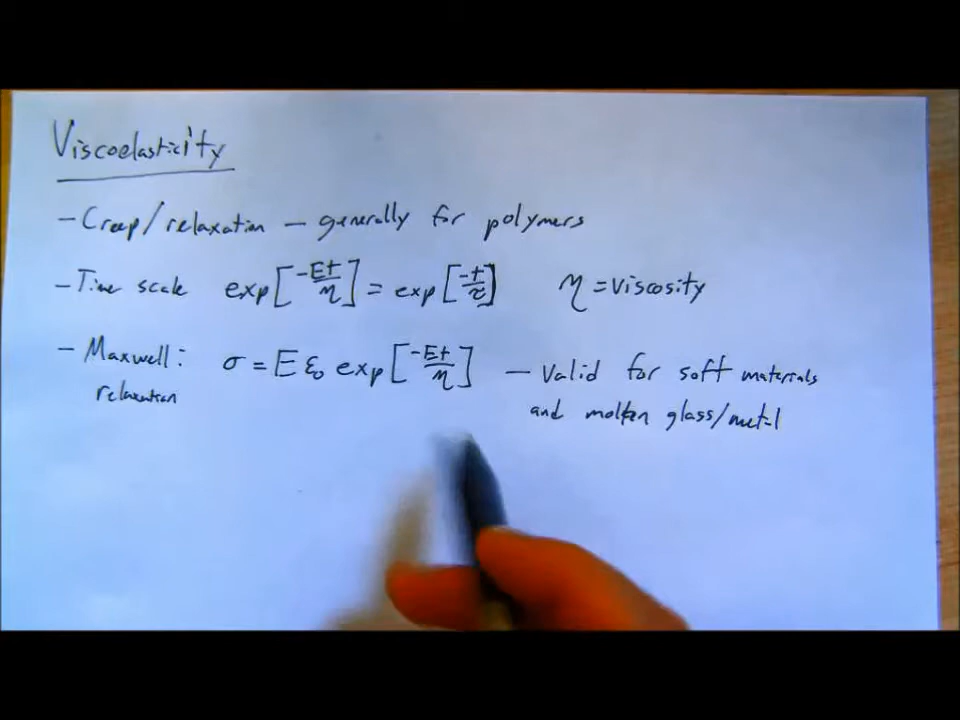 Viscoelasticity
- Creep/relaxation - generally for polymers
- Time scale exp[-Et/η] = exp[-t/τ] η = viscosity
- Maxwell: σ = E ε₀ exp[-Et/η] - valid for soft materials
relaxation and molten glass/metal